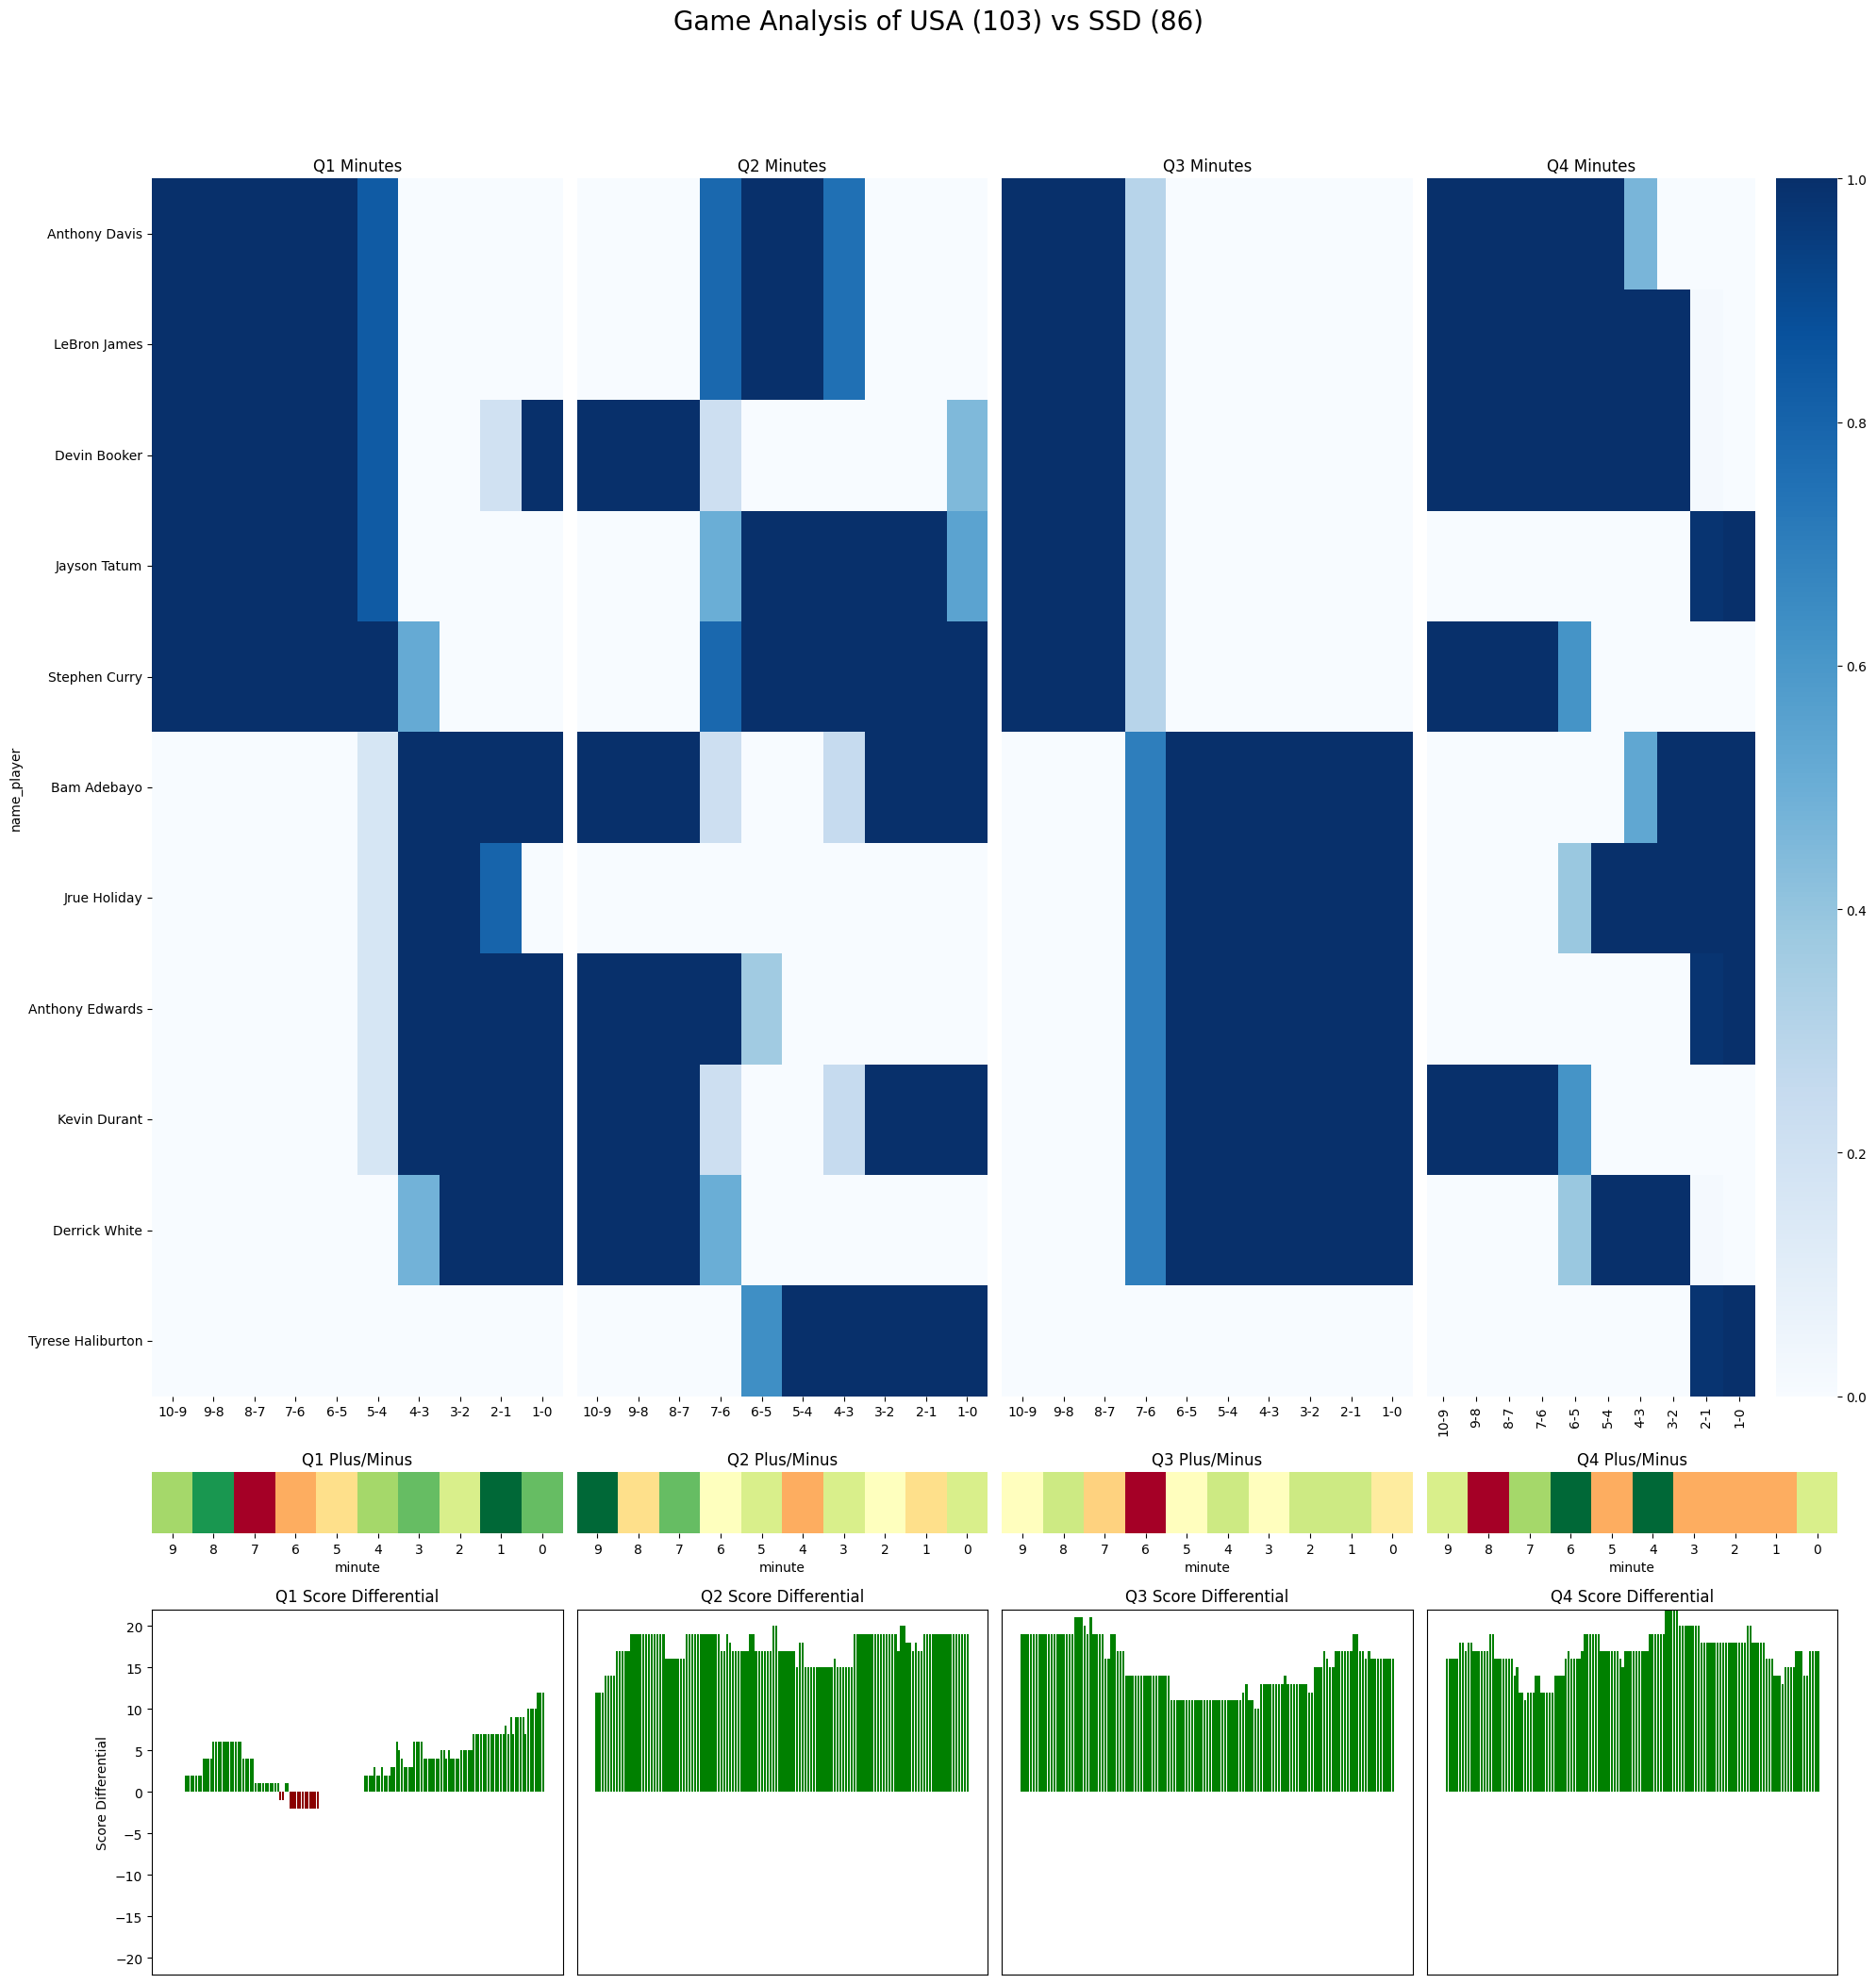 Game Analysis of USA (103) vs SSD (86)
Q1 Minutes
Q2 Minutes
Q3 Minutes
Q4 Minutes
name_player
Anthony Davis
LeBron James
Devin Booker
Jayson Tatum
Stephen Curry
Bam Adebayo
Jrue Holiday
Anthony Edwards
Kevin Durant
Derrick White
Tyrese Haliburton
1.0
0.8
0.6
0.4
0.2
0.0
10-9 9-8 8-7 7-6 6-5 5-4 4-3 3-2 2-1 1-0
10-9 9-8 8-7 7-6 6-5 5-4 4-3 3-2 2-1 1-0
10-9 9-8 8-7 7-6 6-5 5-4 4-3 3-2 2-1 1-0
10-9 9-8 8-7 7-6 6-5 5-4 4-3 3-2 2-1 1-0
Q1 Plus/Minus
Q2 Plus/Minus
Q3 Plus/Minus
Q4 Plus/Minus
9 8 7 6 5 4 3 2 1 0
9 8 7 6 5 4 3 2 1 0
9 8 7 6 5 4 3 2 1 0
9 8 7 6 5 4 3 2 1 0
minute
minute
minute
minute
Q1 Score Differential
Q2 Score Differential
Q3 Score Differential
Q4 Score Differential
Score Differential
20
15
10
5
0
−5
−10
−15
−20